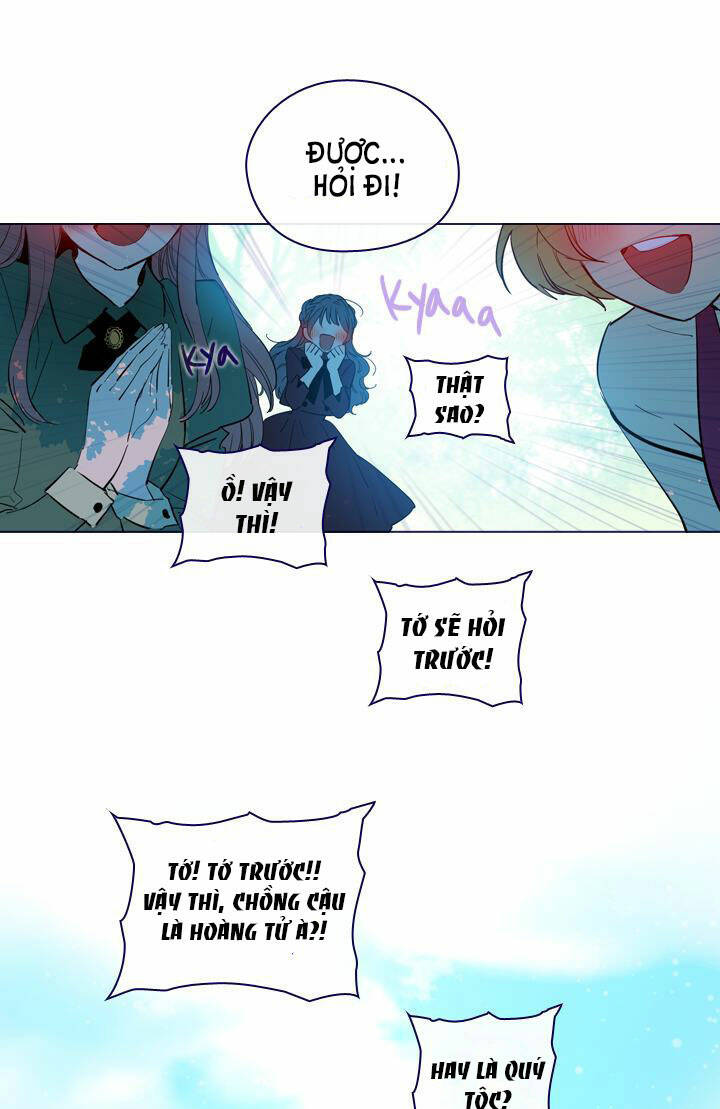 ĐƯỢC...
HỎI ĐI!
Kyaaa
Kya
THẬT
SAO?
Ồ! VẬY
THÌ!
TỚ SẼ HỎI
TRƯỚC!
TỚ! TỚ TRƯỚC!!
VẬY THÌ, CHỒNG CẬU
LÀ HOÀNG TỬ À?!
HAY LÀ QUÝ
TỘC?